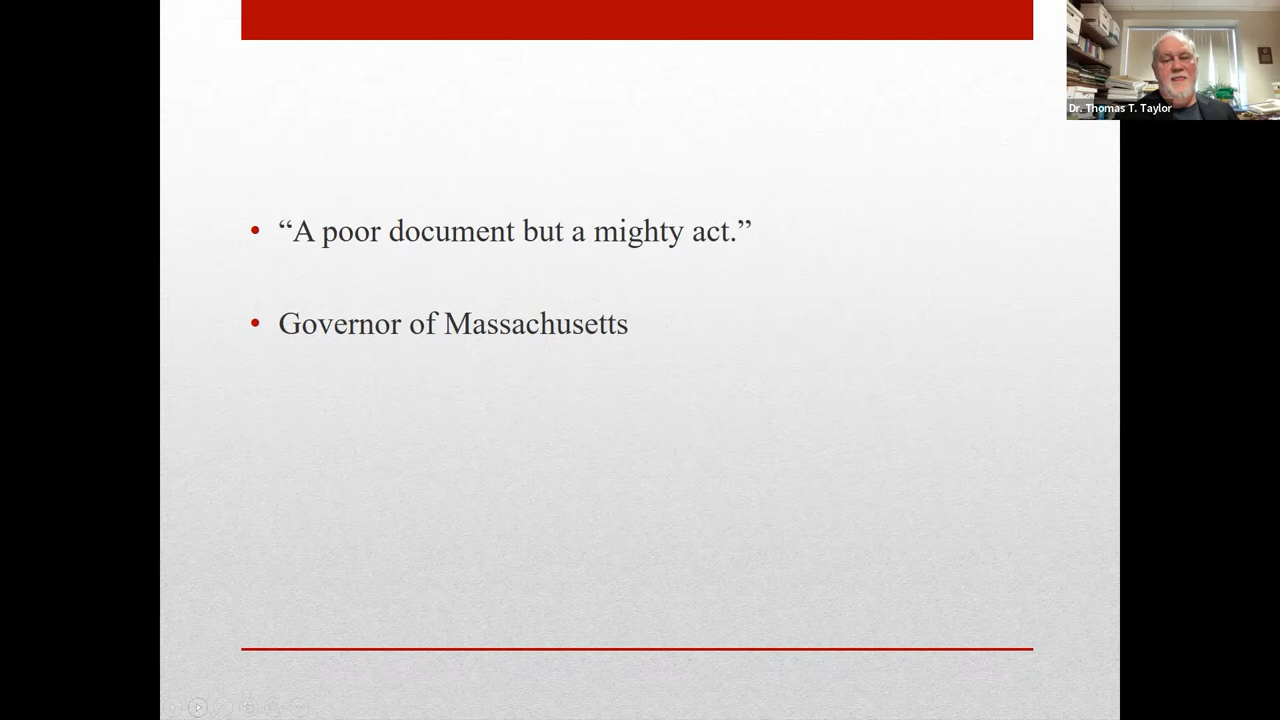 Dr. Thomas T. Taylor
• “A poor document but a mighty act.”
• Governor of Massachusetts